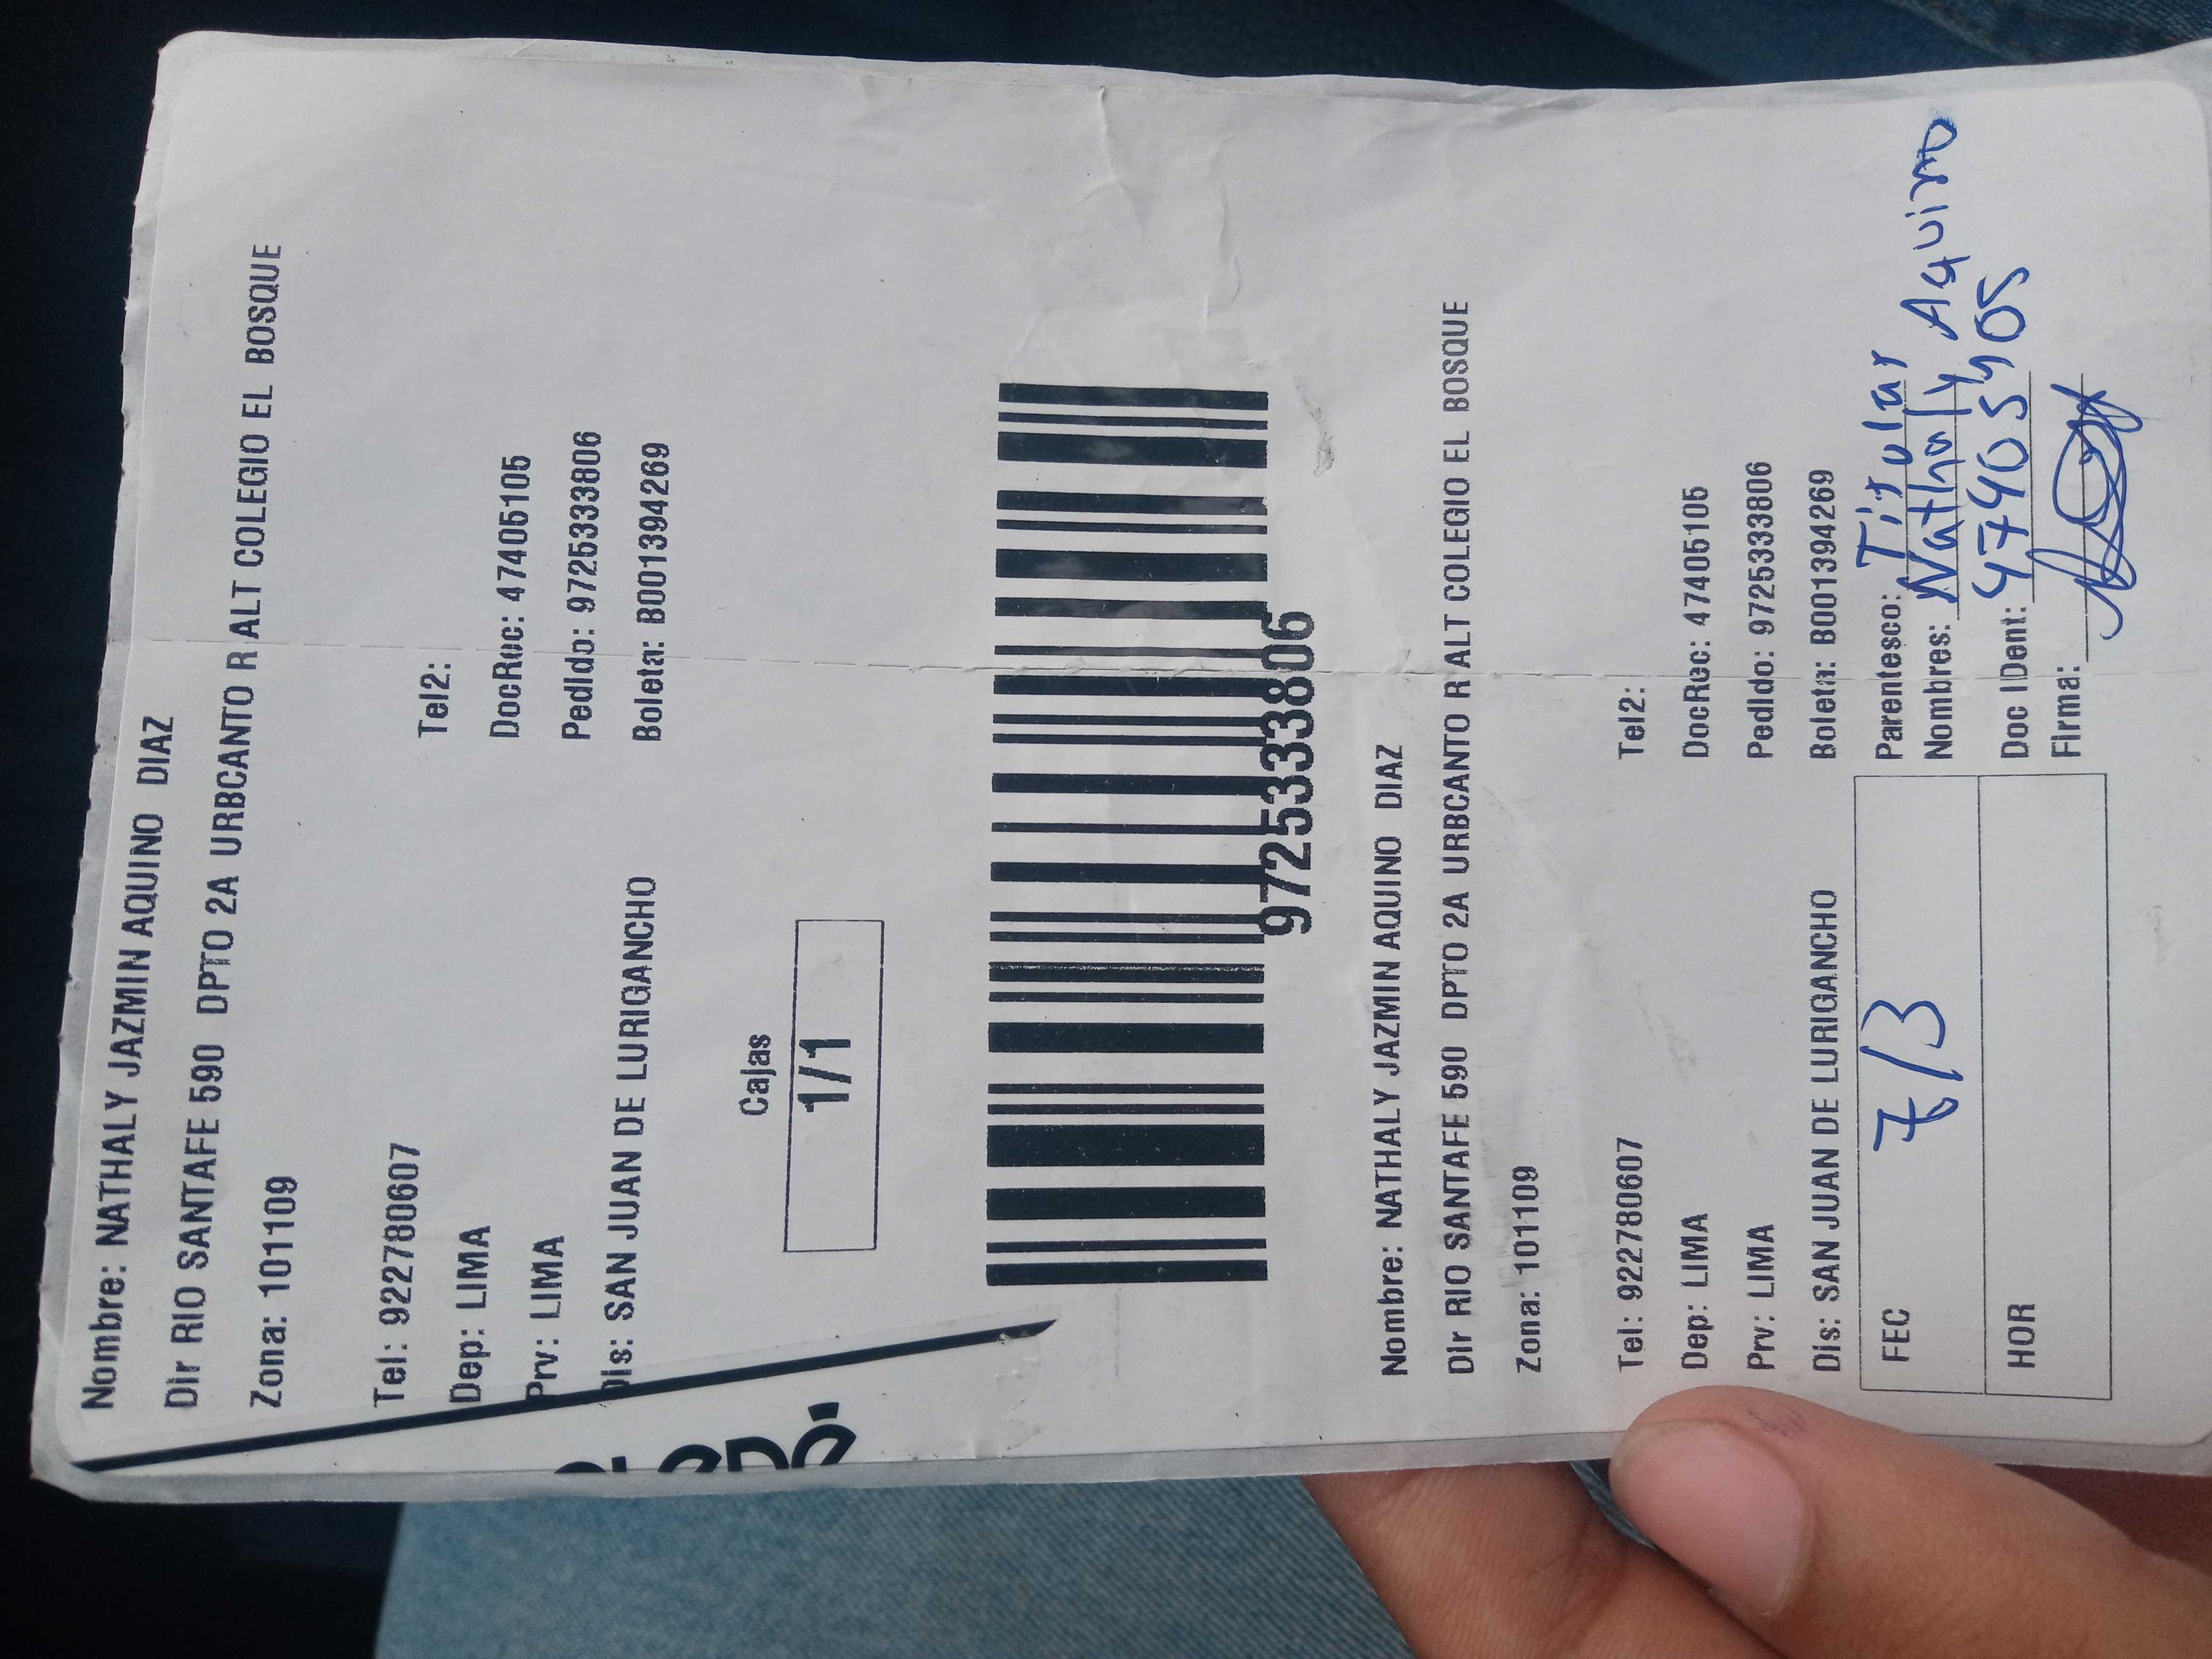 Nombre: NATHALY JAZMIN AQUINO DIAZ
Dir RIO SANTAFE 590 DPTO 2A URBCANTO R ALT COLEGIO EL BOSQUE
Zona: 101109
Tel: 922780607 Tel2:
Dep: LIMA DocRec: 47405105
Prv: LIMA Pedido: 9725333806
Dis: SAN JUAN DE LURIGANCHO Boleta: B001394269
Cajas
1/1
9725333806
Nombre: NATHALY JAZMIN AQUINO DIAZ
Dir RIO SANTAFE 590 DPTO 2A URBCANTO R ALT COLEGIO EL BOSQUE
Zona: 101109
Tel: 922780607 Tel2:
Dep: LIMA DocRec: 47405105
Prv: LIMA Pedido: 9725333806
Dis: SAN JUAN DE LURIGANCHO Boleta: B001394269
FEC 7/3 Parentesco: Titular
Nombres: Nathaly Aquino
HOR Doc IDent: 47405105
Firma: